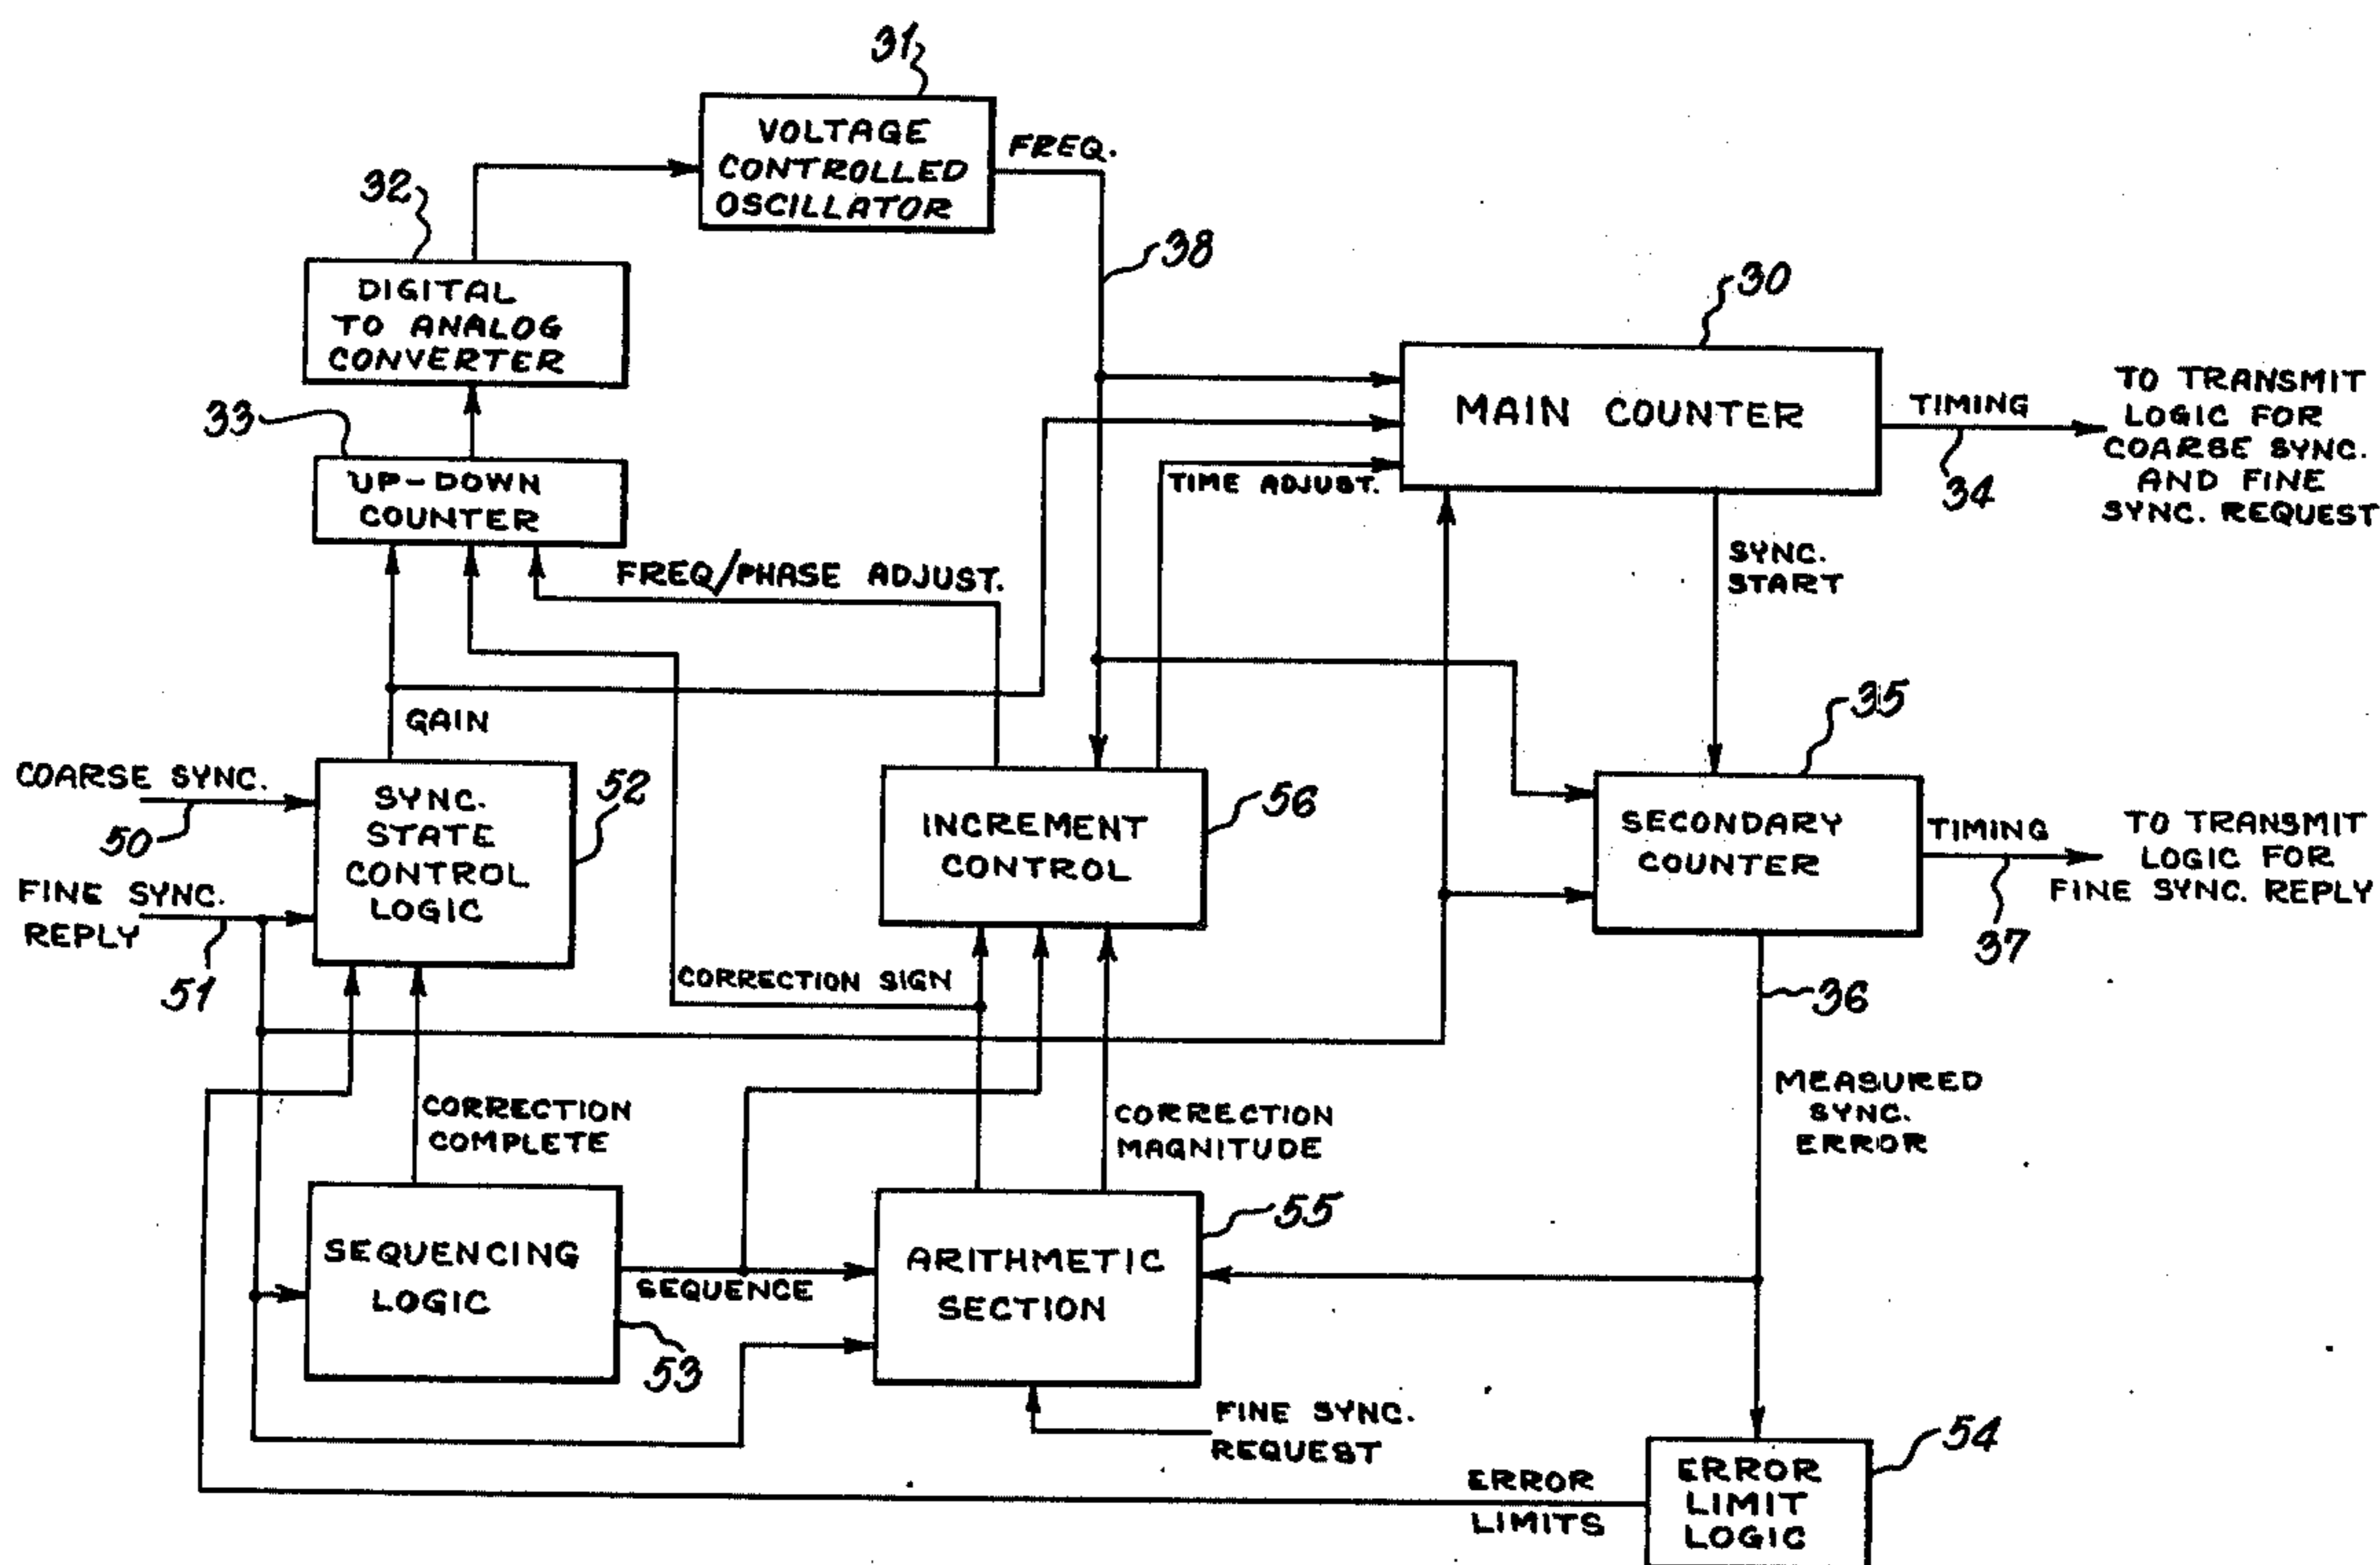 31
VOLTAGE
CONTROLLED
OSCILLATOR
FREQ.
32
38
DIGITAL
TO ANALOG
CONVERTER
30
33
MAIN COUNTER
TIMING
34
TO TRANSMIT
LOGIC FOR
COARSE SYNC.
AND FINE
SYNC. REQUEST
UP-DOWN
COUNTER
TIME ADJUST.
FREQ/PHASE ADJUST.
SYNC.
START
GAIN
35
COARSE SYNC.
50
SYNC.
STATE
CONTROL
LOGIC
52
INCREMENT
CONTROL
56
SECONDARY
COUNTER
TIMING
37
TO TRANSMIT
LOGIC FOR
FINE SYNC. REPLY
FINE SYNC.
REPLY
51
CORRECTION SIGN
36
CORRECTION
COMPLETE
CORRECTION
MAGNITUDE
MEASURED
SYNC.
ERROR
SEQUENCING
LOGIC
53
SEQUENCE
ARITHMETIC
SECTION
55
FINE SYNC.
REQUEST
ERROR
LIMITS
ERROR
LIMIT
LOGIC
54